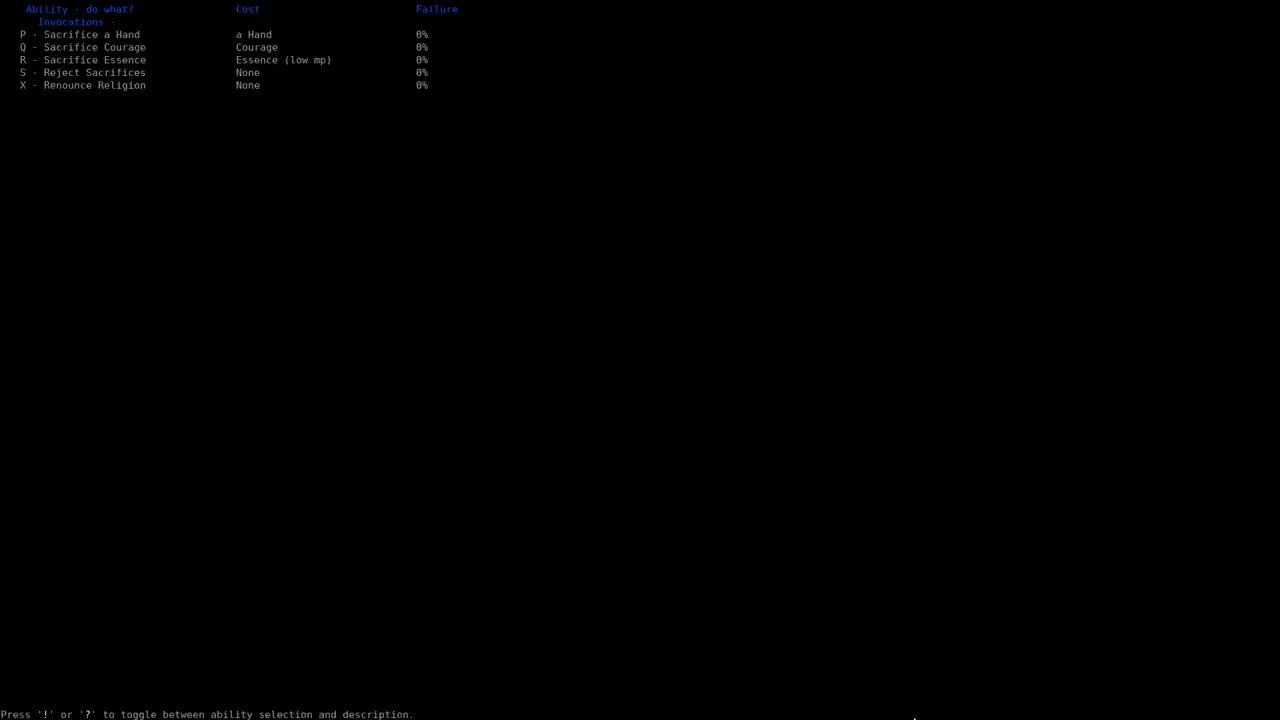 Ability - do what? Cost Failure
Invocations -
P - Sacrifice a Hand a Hand 0%
Q - Sacrifice Courage Courage 0%
R - Sacrifice Essence Essence (low mp) 0%
S - Reject Sacrifices None 0%
X - Renounce Religion None 0%
Press '!' or '?' to toggle between ability selection and description.